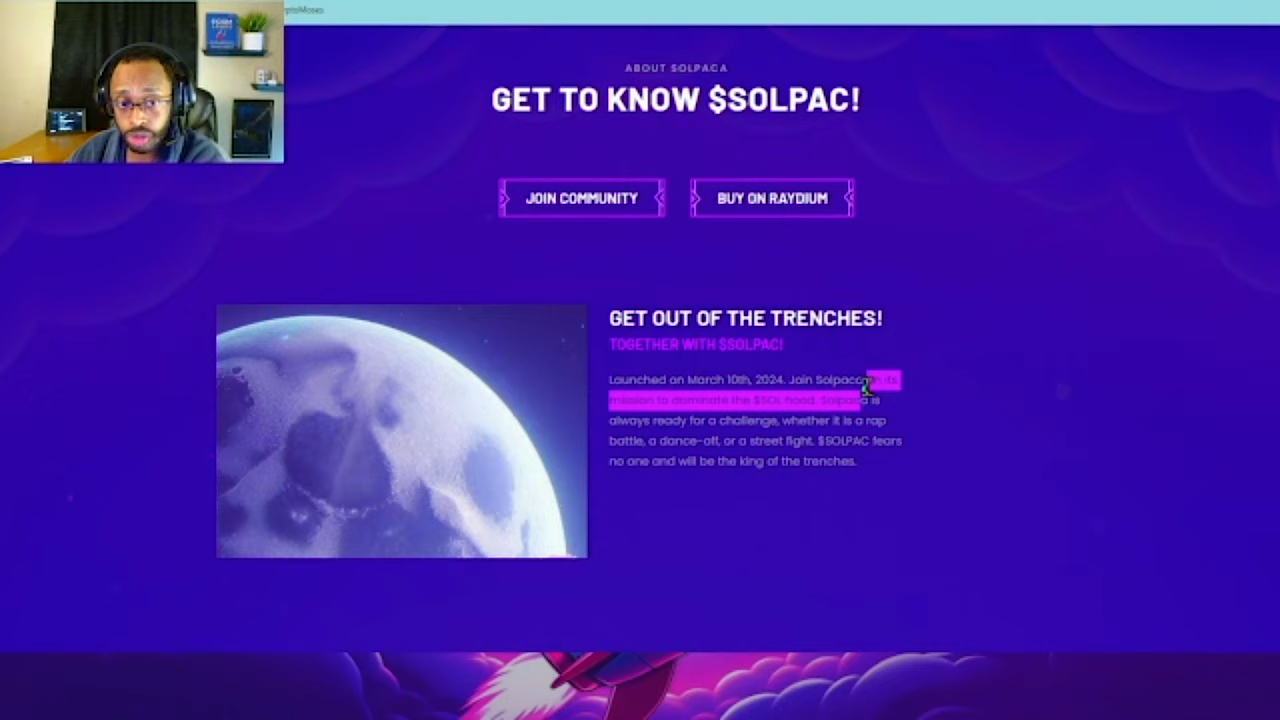 ABOUT SOLPACA
GET TO KNOW $SOLPAC!
JOIN COMMUNITY
BUY ON RAYDIUM
GET OUT OF THE TRENCHES!
TOGETHER WITH $SOLPAC!
Launched on March 10th, 2024. Join Solpaca on its
mission to dominate the $SOL hood. Solpaca is
always ready for a challenge, whether it is a rap
battle, a dance-off, or a street fight. $SOLPAC fears
no one and will be the king of the trenches.